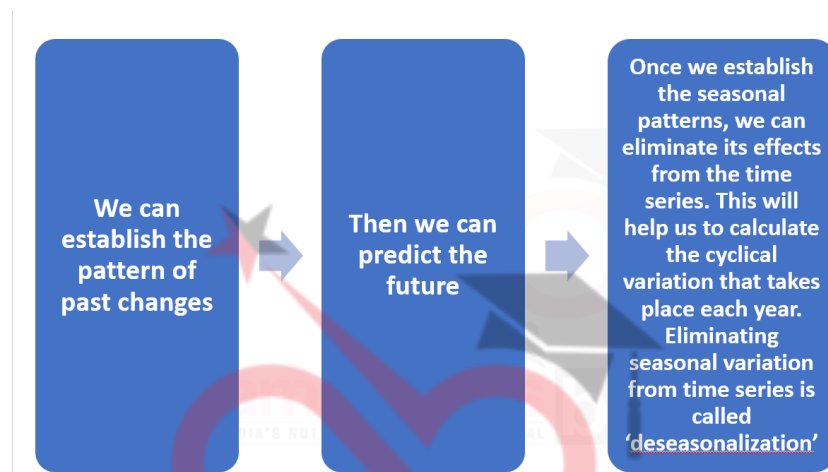 We can
establish the
pattern of
past changes
Then we can
predict the
future
Once we establish
the seasonal
patterns, we can
eliminate its effects
from the time
series. This will
help us to calculate
the cyclical
variation that takes
place each year.
Eliminating
seasonal variation
from time series is
called
‘deseasonalization’